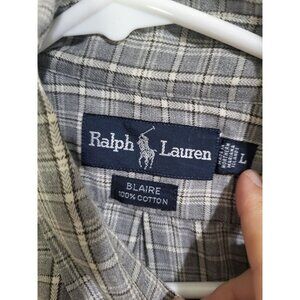 Ralph Lauren
L
BLAIRE
100% COTTON